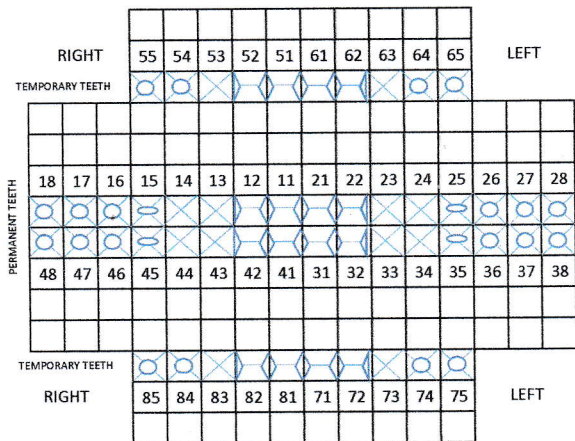 RIGHT 55 54 53 52 51 61 62 63 64 65 LEFT
TEMPORARY TEETH
PERMANENT TEETH
18 17 16 15 14 13 12 11 21 22 23 24 25 26 27 28
48 47 46 45 44 43 42 41 31 32 33 34 35 36 37 38
TEMPORARY TEETH
RIGHT 85 84 83 82 81 71 72 73 74 75 LEFT